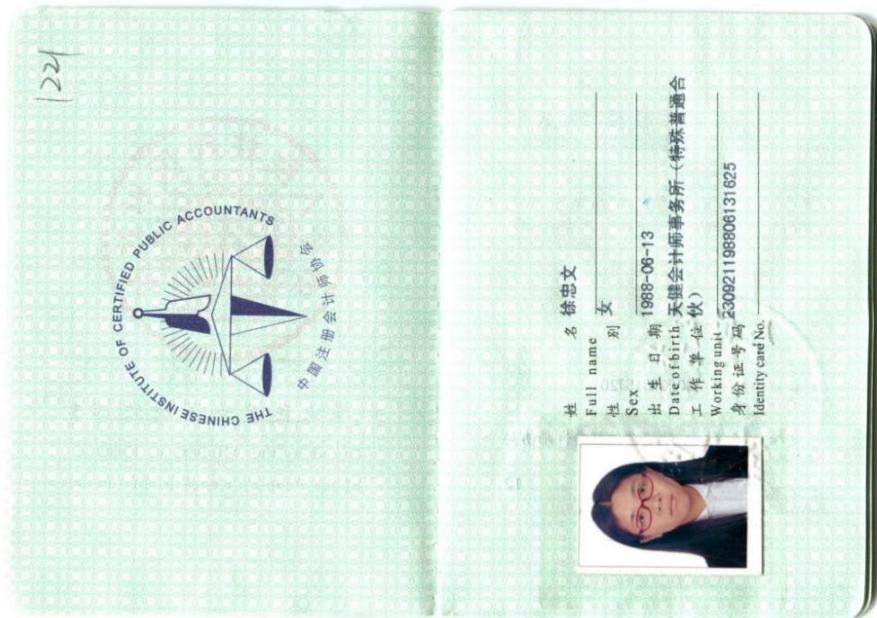 1221
THE CHINESE INSTITUTE OF CERTIFIED PUBLIC ACCOUNTANTS
中国注册会计师协会
姓 名 徐忠文
Full name
性 别 女
Sex
出 生 日 期 1988-06-13
Date of birth
工 作 单 位 天健会计师事务所（特殊普通合伙）
Working unit
身份证号码 230921198806131625
Identity card No.